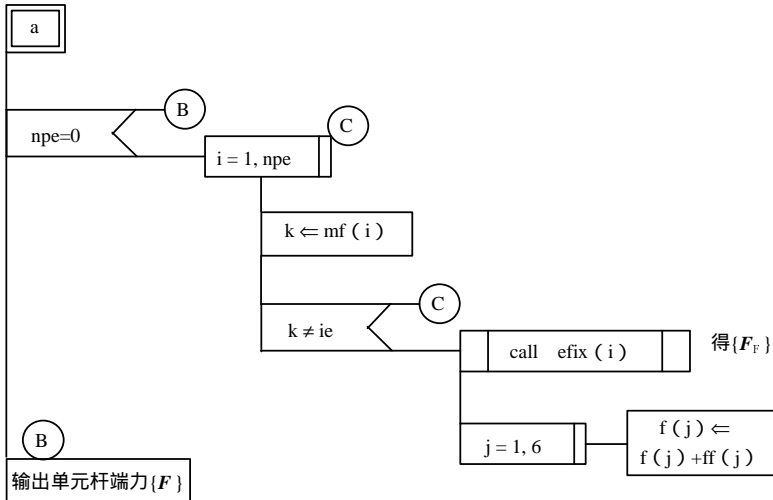 a
B
npe=0
C
i = 1, npe
k ⇐ mf ( i )
C
k ≠ ie
call efix ( i )
得{F_F}
B
j = 1, 6
f ( j ) ⇐
f ( j ) +ff ( j )
输出单元杆端力{F}